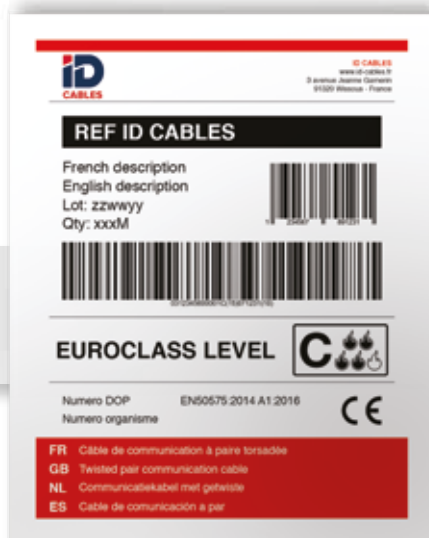 iD
CABLES
ID CABLES
www.id-cables.fr
3 avenue Jeanne Garnerin
91320 Wissous - France
REF ID CABLES
French description
English description
Lot: zzwwyy
Qty: xxxM
EUROCLASS LEVEL
C
Numero DOP EN50575:2014 A1:2016
Numero organisme
CE
FR Câble de communication à paire torsadée
GB Twisted pair communication cable
NL Communicatiekabel met getwiste
ES Cable de comunicación a par